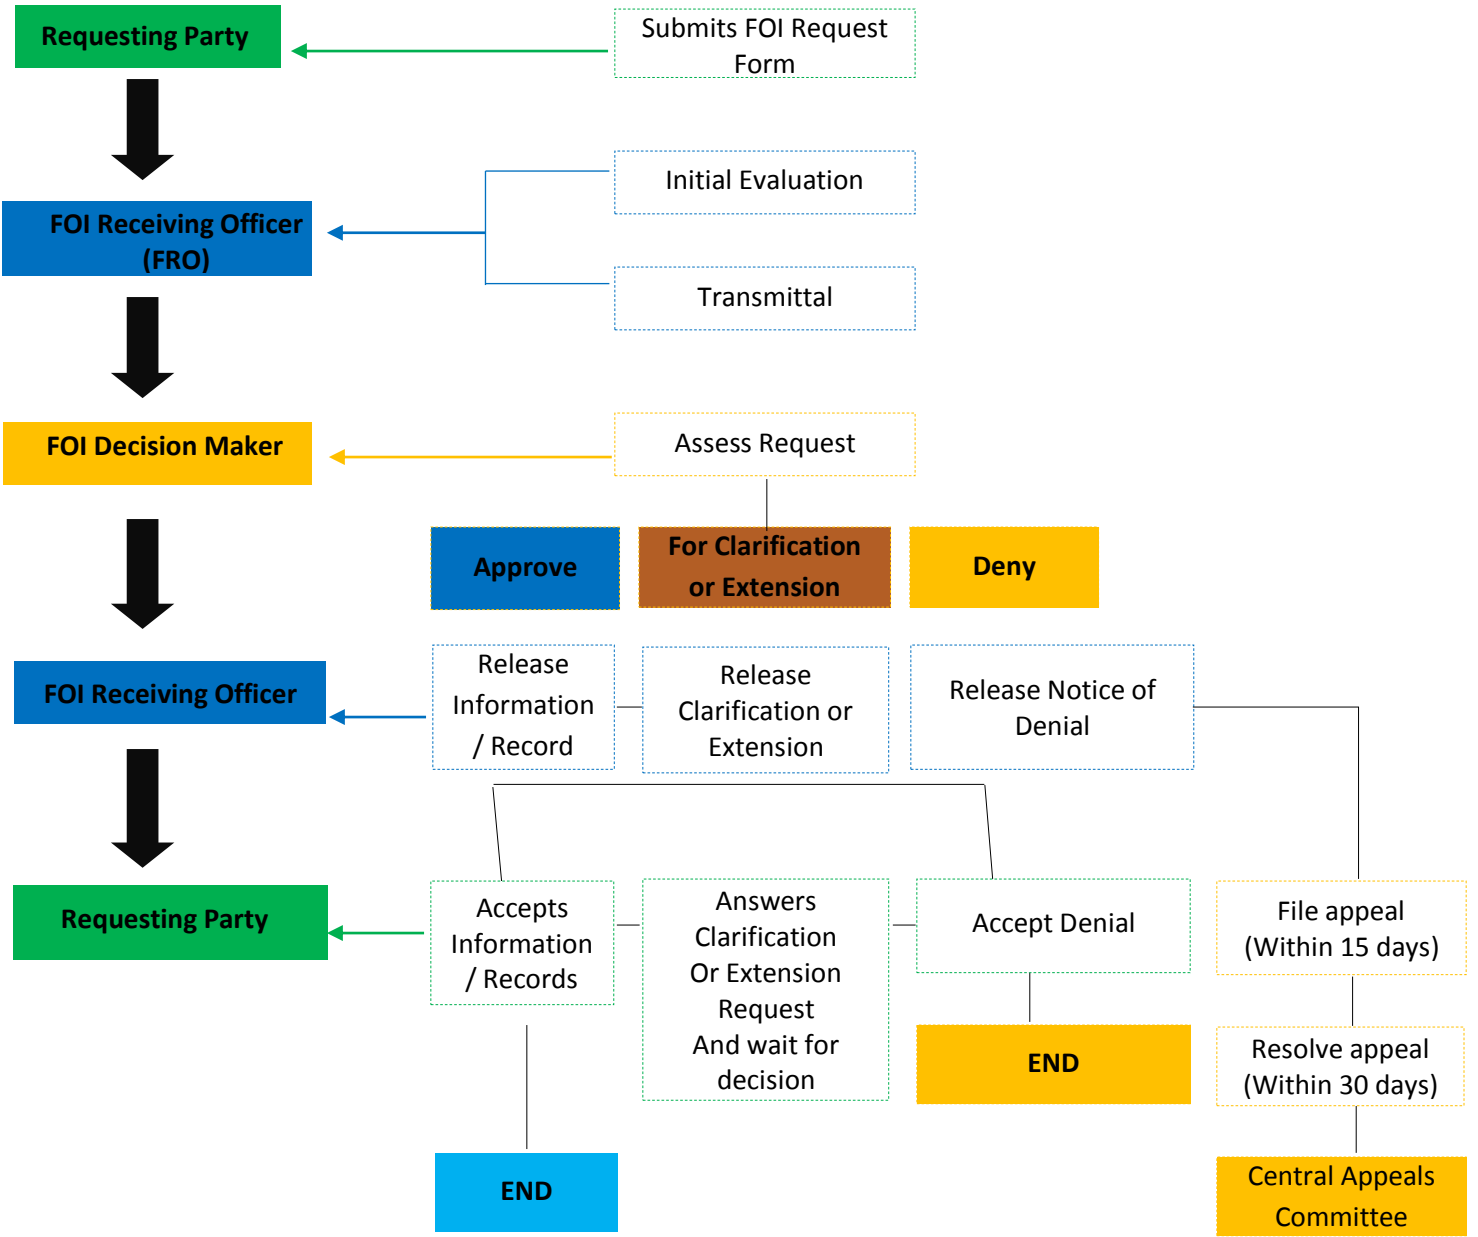 Requesting Party
Submits FOI Request
Form
Initial Evaluation
FOI Receiving Officer
(FRO)
Transmittal
FOI Decision Maker
Assess Request
Approve
For Clarification
or Extension
Deny
FOI Receiving Officer
Release
Information
/ Record
Release
Clarification or
Extension
Release Notice of
Denial
Requesting Party
Accepts
Information
/ Records
Answers
Clarification
Or Extension
Request
And wait for
decision
Accept Denial
File appeal
(Within 15 days)
END
Resolve appeal
(Within 30 days)
END
Central Appeals
Committee